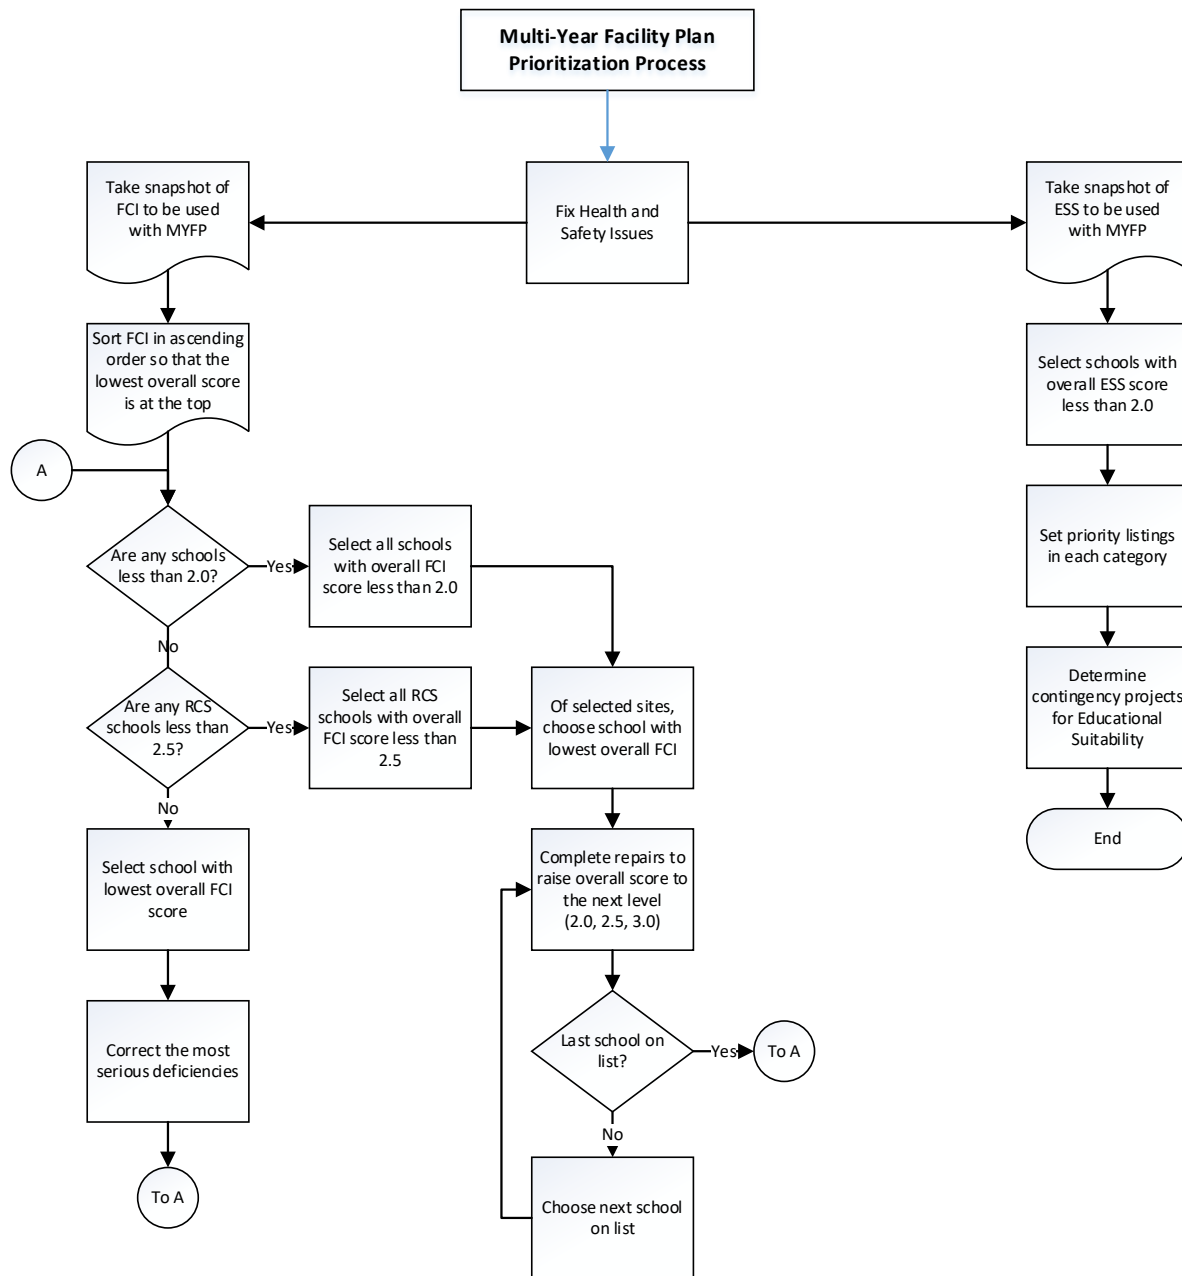 Multi-Year Facility Plan
Prioritization Process
Take snapshot of
FCI to be used
with MYFP
Fix Health and
Safety Issues
Take snapshot of
ESS to be used
with MYFP
Sort FCI in ascending
order so that the
lowest overall score
is at the top
Select schools with
overall ESS score
less than 2.0
A
Are any schools
less than 2.0?
Yes
Select all schools
with overall FCI
score less than 2.0
Set priority listings
in each category
No
Are any RCS
schools less than
2.5?
Yes
Select all RCS
schools with overall
FCI score less than
2.5
Of selected sites,
choose school with
lowest overall FCI
Determine
contingency projects
for Educational
Suitability
No
End
Select school with
lowest overall FCI
score
Complete repairs to
raise overall score to
the next level
(2.0, 2.5, 3.0)
Correct the most
serious deficiencies
Last school on
list?
Yes
To A
No
To A
Choose next school
on list